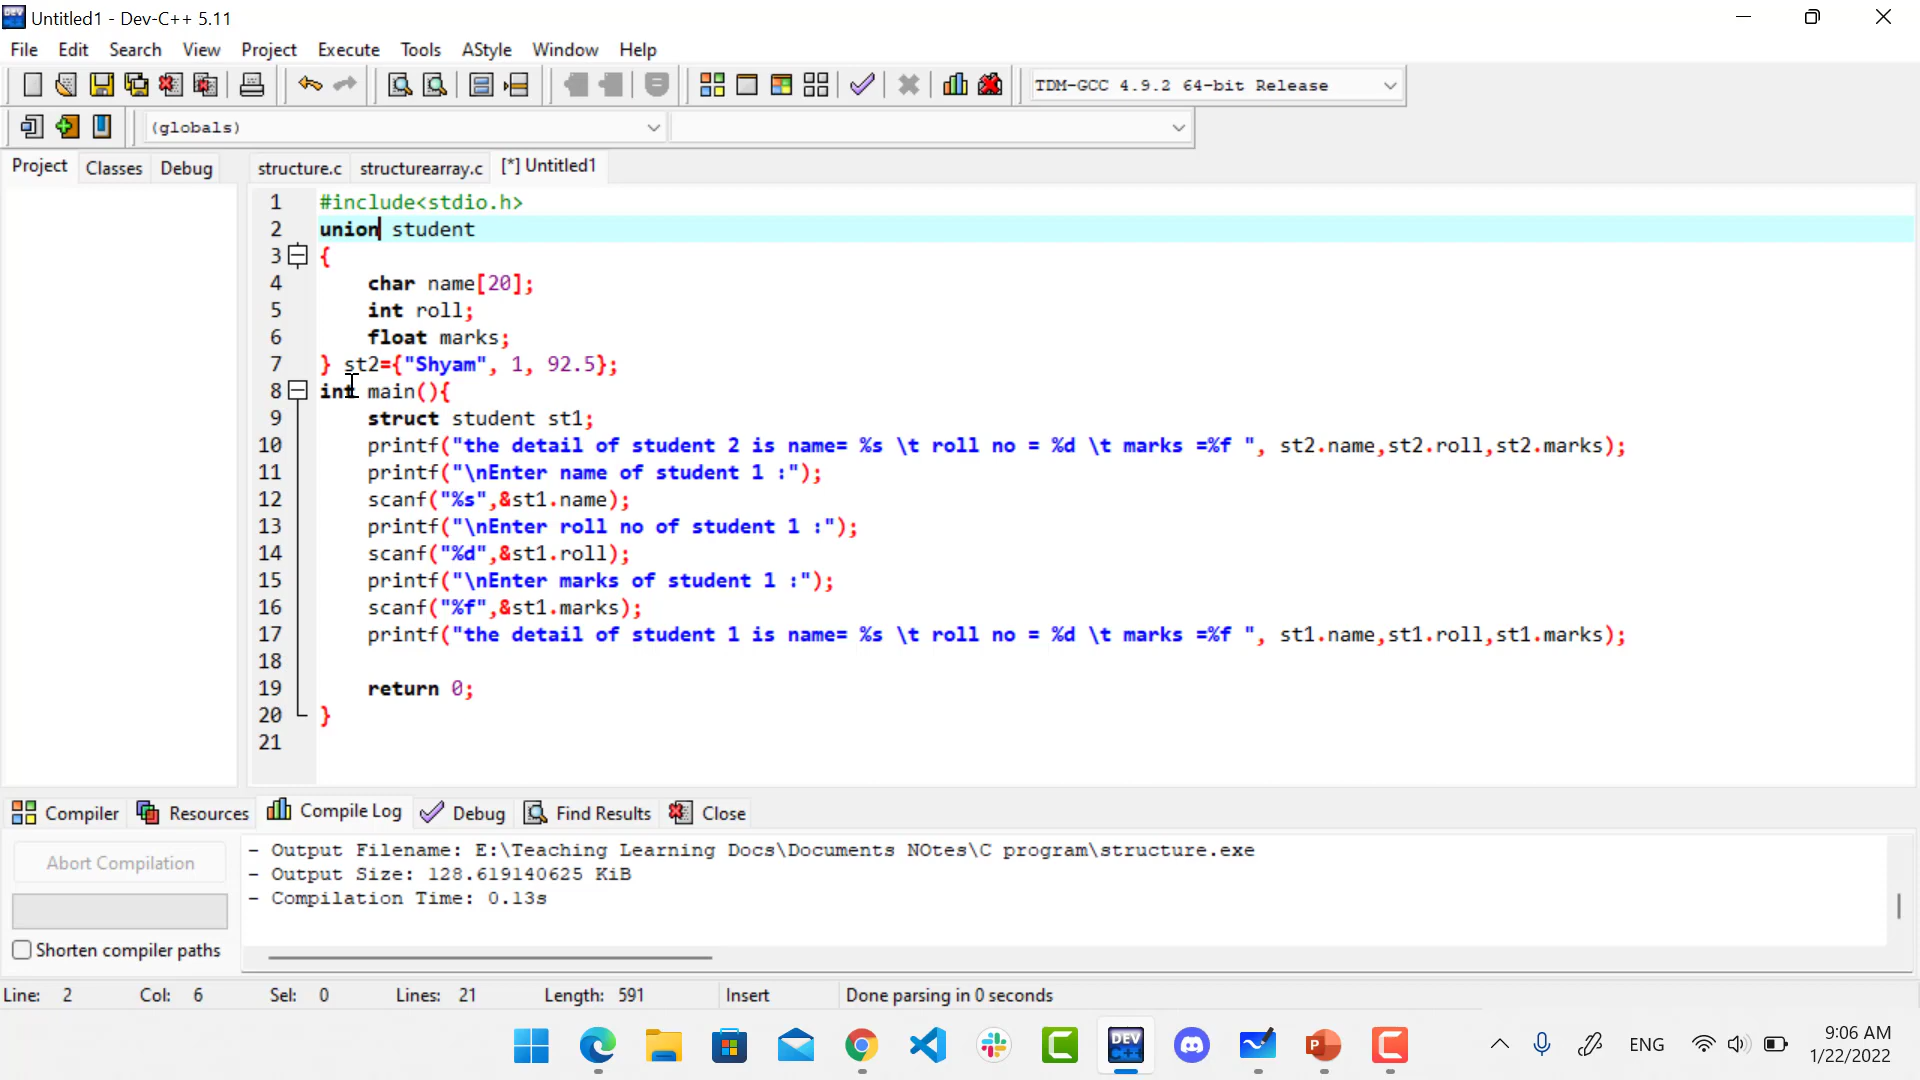 Untitled1 - Dev-C++ 5.11
File Edit Search View Project Execute Tools AStyle Window Help
TDM-GCC 4.9.2 64-bit Release
(globals)
Project Classes Debug structure.c structurearray.c [*] Untitled1
1 #include<stdio.h>
2 union student
3 {
4 char name[20];
5 int roll;
6 float marks;
7 } st2={"Shyam", 1, 92.5};
8 int main(){
9 struct student st1;
10 printf("the detail of student 2 is name= %s \t roll no = %d \t marks =%f ", st2.name,st2.roll,st2.marks);
11 printf("\nEnter name of student 1 :");
12 scanf("%s",&st1.name);
13 printf("\nEnter roll no of student 1 :");
14 scanf("%d",&st1.roll);
15 printf("\nEnter marks of student 1 :");
16 scanf("%f",&st1.marks);
17 printf("the detail of student 1 is name= %s \t roll no = %d \t marks =%f ", st1.name,st1.roll,st1.marks);
18
19 return 0;
20 }
21
Compiler Resources Compile Log Debug Find Results Close
Abort Compilation
Shorten compiler paths
- Output Filename: E:\Teaching Learning Docs\Documents NOtes\C program\structure.exe
- Output Size: 128.619140625 KiB
- Compilation Time: 0.13s
Line: 2 Col: 6 Sel: 0 Lines: 21 Length: 591 Insert Done parsing in 0 seconds
DEV C++
ENG
9:06 AM
1/22/2022